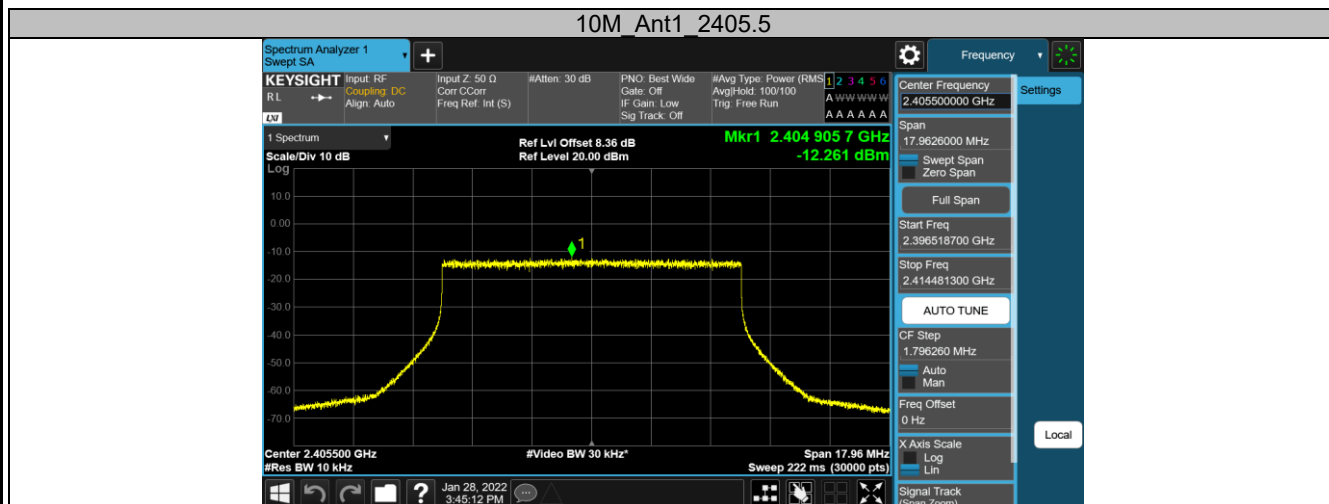 10M_Ant1_2405.5
Spectrum Analyzer 1
Swept SA
+
Frequency
KEYSIGHT
RL
LXI
Input: RF
Coupling: DC
Align: Auto
Input Z: 50 Ω
Corr CCorr
Freq Ref: Int (S)
#Atten: 30 dB
PNO: Best Wide
Gate: Off
IF Gain: Low
Sig Track: Off
#Avg Type: Power (RMS
Avg|Hold: 100/100
Trig: Free Run
1 2 3 4 5 6
A W W W W W
A A A A A A
1 Spectrum
Scale/Div 10 dB
Ref Lvl Offset 8.36 dB
Ref Level 20.00 dBm
Mkr1 2.404 905 7 GHz
-12.261 dBm
Log
10.0
0.00
-10.0
-20.0
-30.0
-40.0
-50.0
-60.0
-70.0
1
Center 2.405500 GHz
#Res BW 10 kHz
#Video BW 30 kHz*
Span 17.96 MHz
Sweep 222 ms (30000 pts)
?
Jan 28, 2022
3:45:12 PM
Center Frequency
2.405500000 GHz
Span
17.9626000 MHz
Swept Span
Zero Span
Full Span
Start Freq
2.396518700 GHz
Stop Freq
2.414481300 GHz
AUTO TUNE
CF Step
1.796260 MHz
Auto
Man
Freq Offset
0 Hz
X Axis Scale
Log
Lin
Signal Track
(Span Zoom)
Settings
Local